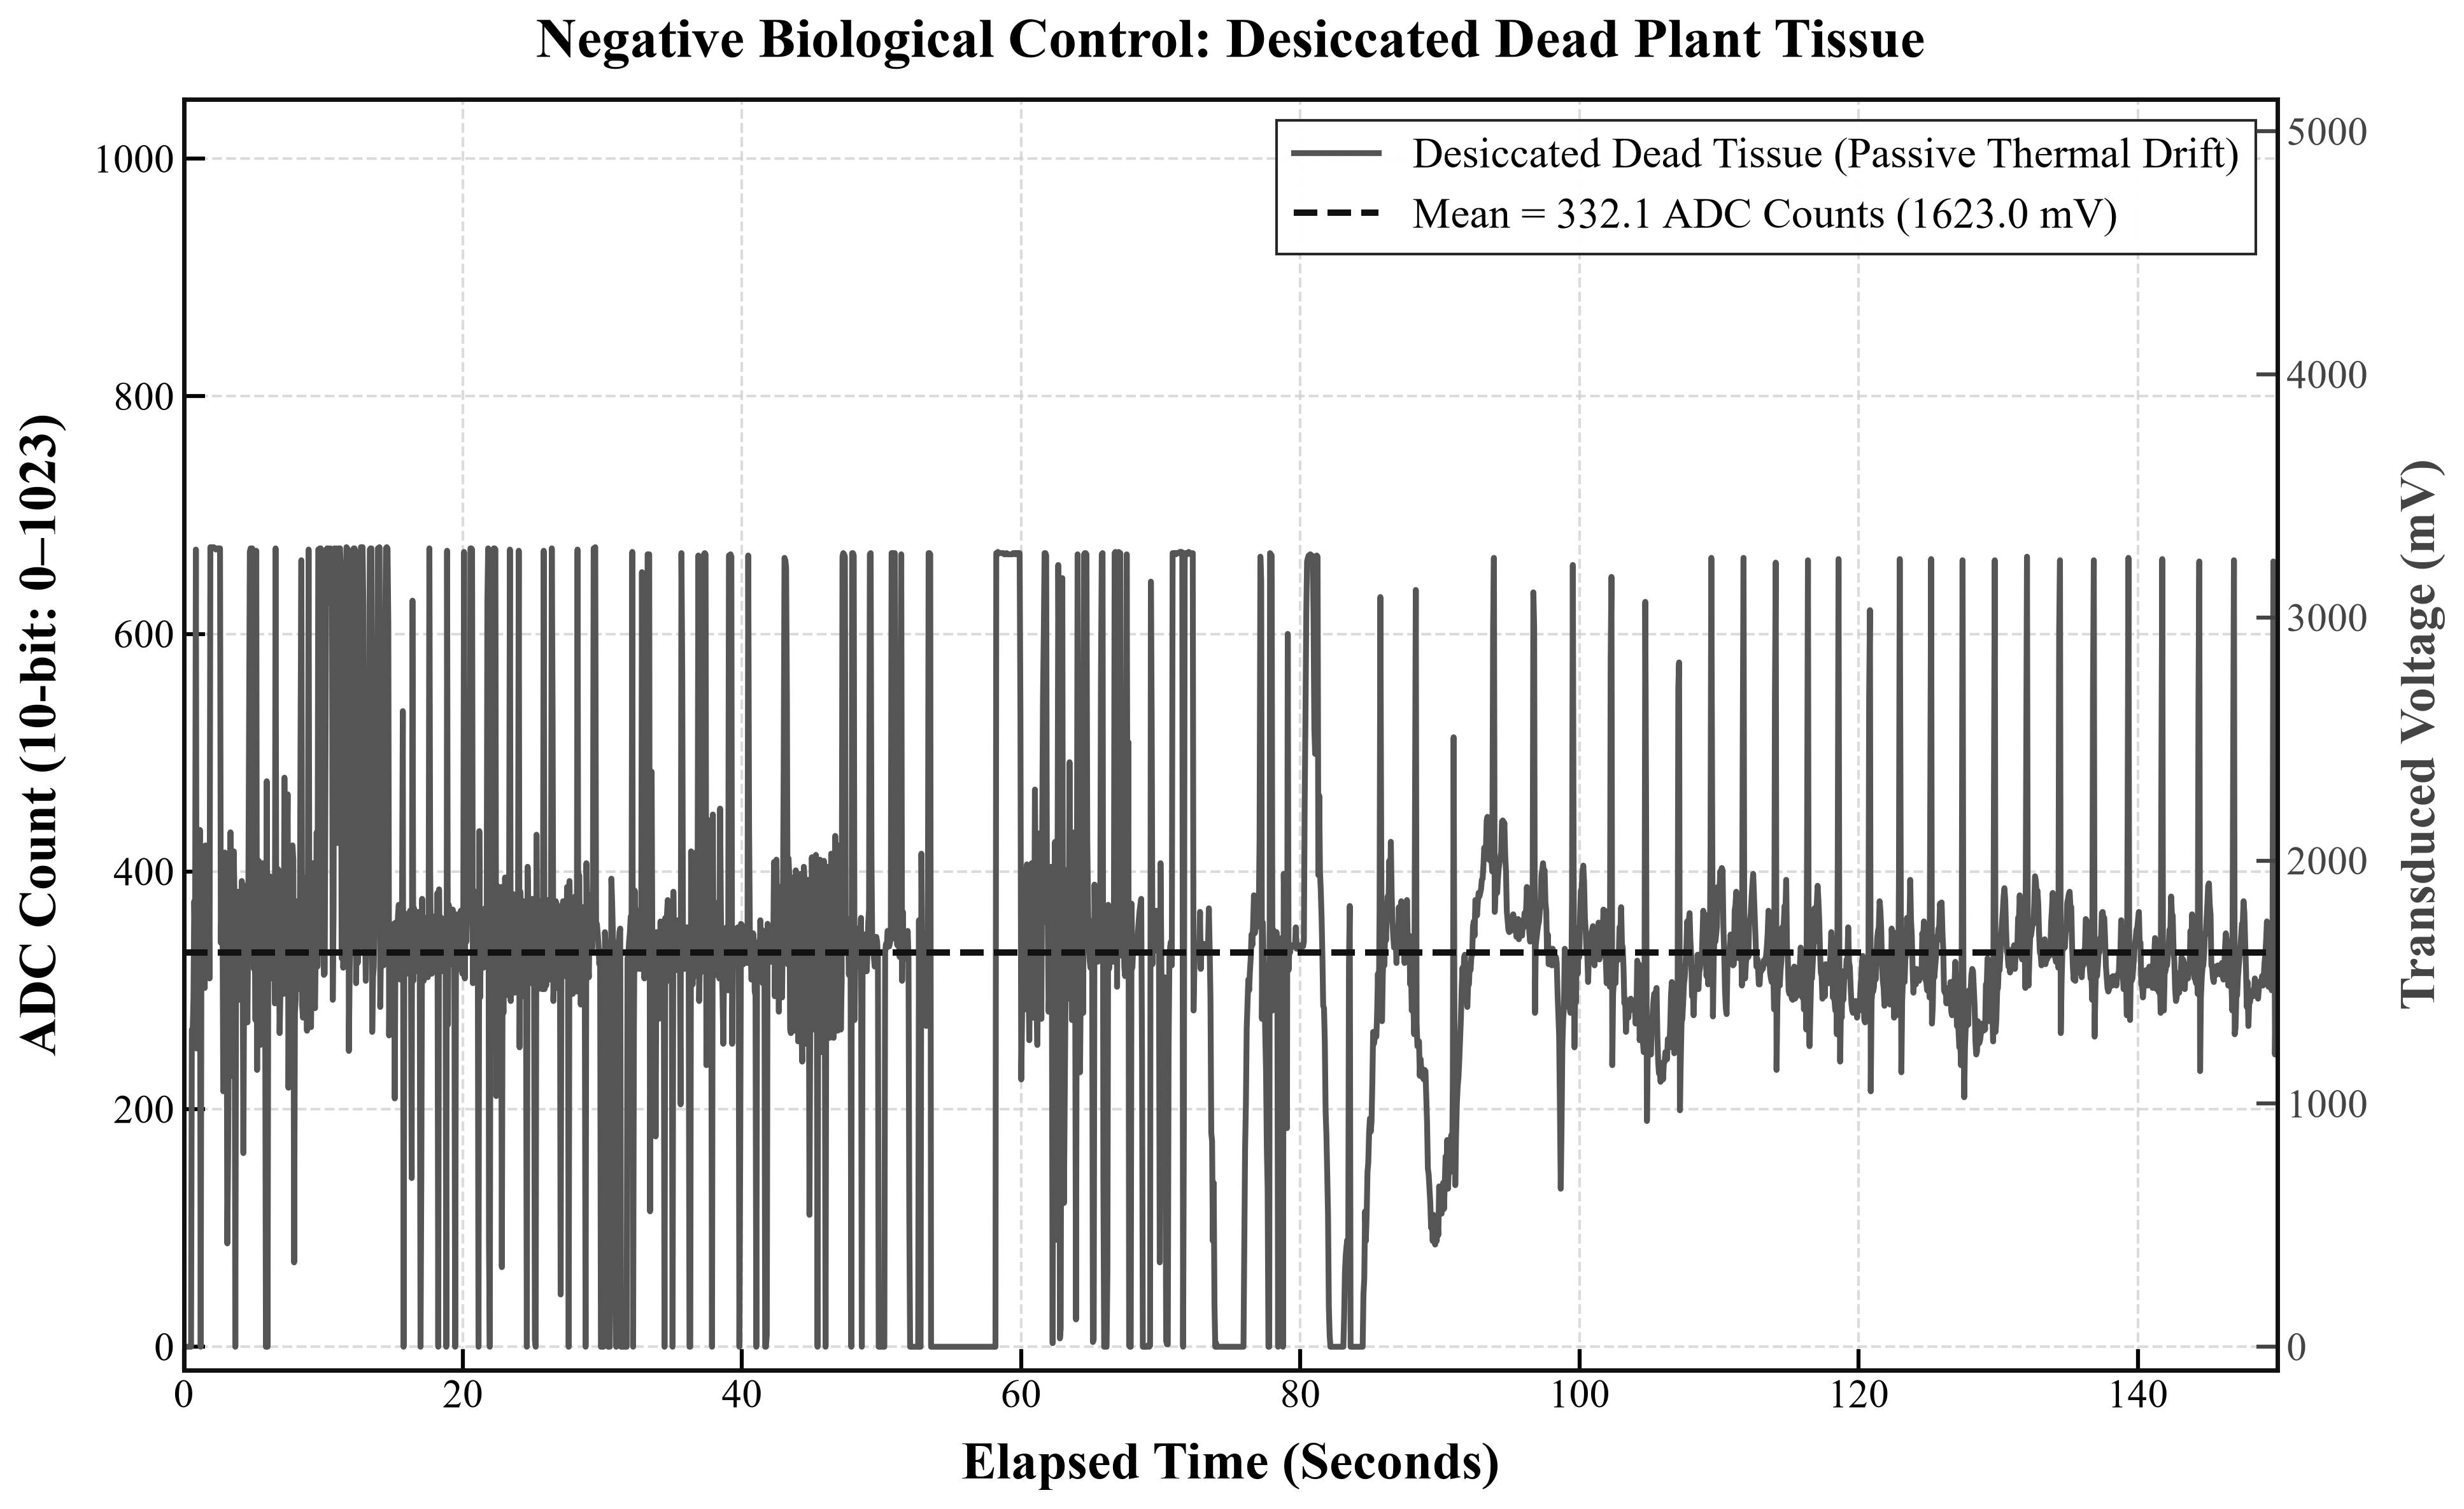 Negative Biological Control: Desiccated Dead Plant Tissue
Desiccated Dead Tissue (Passive Thermal Drift)
Mean = 332.1 ADC Counts (1623.0 mV)
ADC Count (10-bit: 0–1023)
1000
800
600
400
200
0
5000
4000
3000
2000
1000
0
Transduced Voltage (mV)
0 20 40 60 80 100 120 140
Elapsed Time (Seconds)